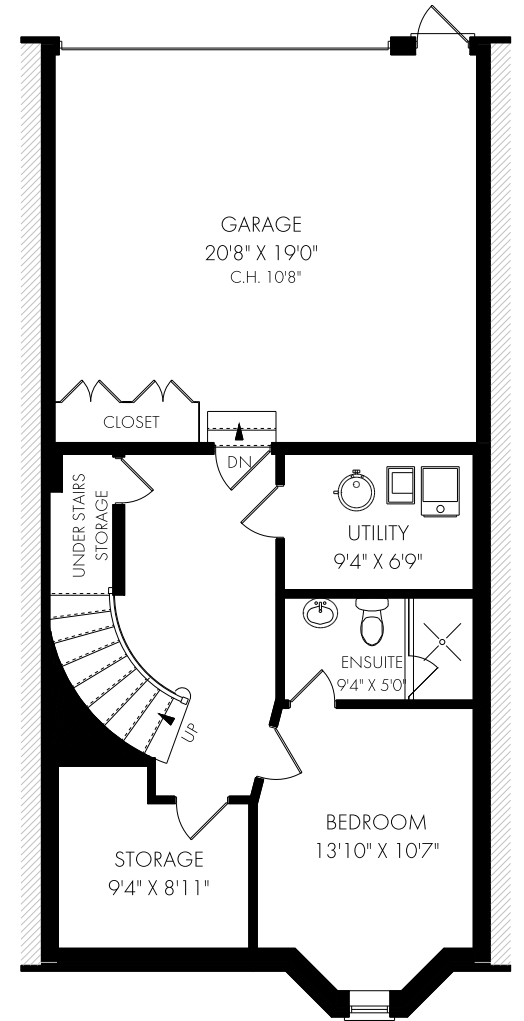 GARAGE
20'8" X 19'0"
C.H. 10'8"
CLOSET
DN
UNDER STAIRS
STORAGE
UTILITY
9'4" X 6'9"
ENSUITE
9'4" X 5'0"
UP
BEDROOM
13'10" X 10'7"
STORAGE
9'4" X 8'11"